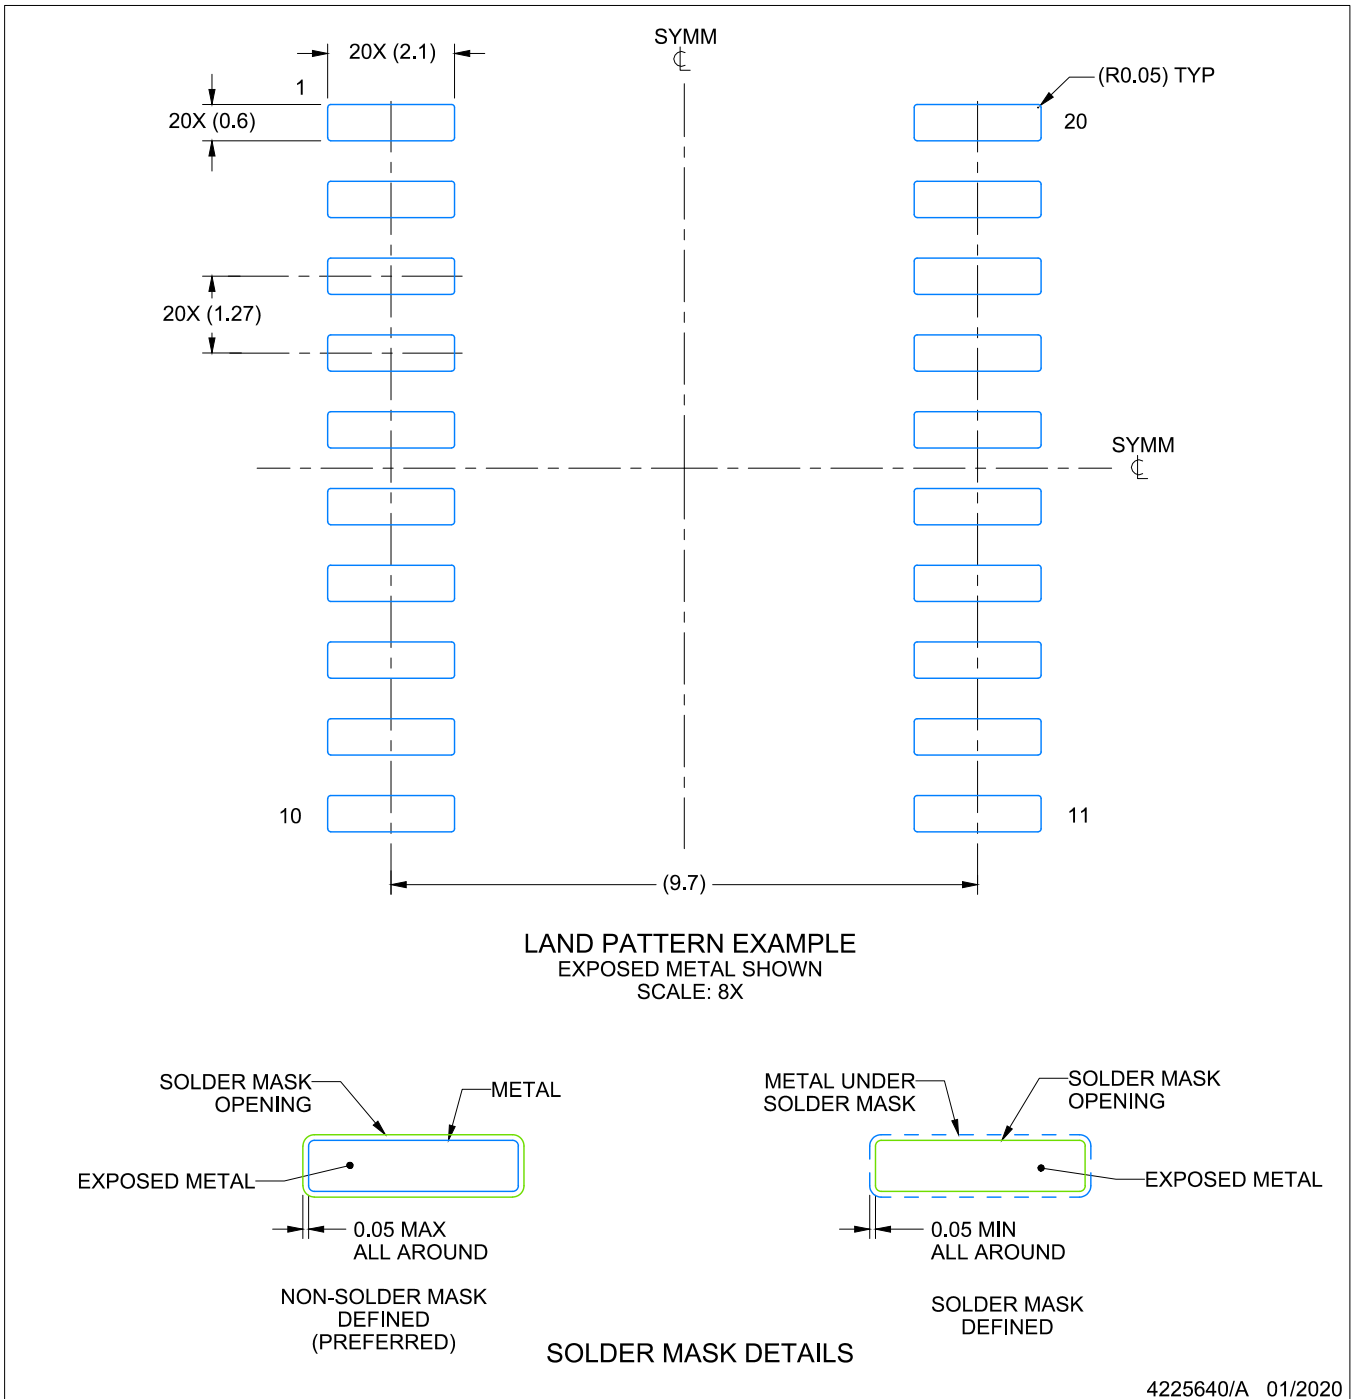 SYMM
20X (2.1)
(R0.05) TYP
1
20X (0.6)
20
20X (1.27)
SYMM
10
11
(9.7)
LAND PATTERN EXAMPLE
EXPOSED METAL SHOWN
SCALE: 8X
SOLDER MASK
OPENING
METAL
EXPOSED METAL
0.05 MAX
ALL AROUND
NON-SOLDER MASK
DEFINED
(PREFERRED)
METAL UNDER
SOLDER MASK
SOLDER MASK
OPENING
EXPOSED METAL
0.05 MIN
ALL AROUND
SOLDER MASK
DEFINED
SOLDER MASK DETAILS
4225640/A 01/2020